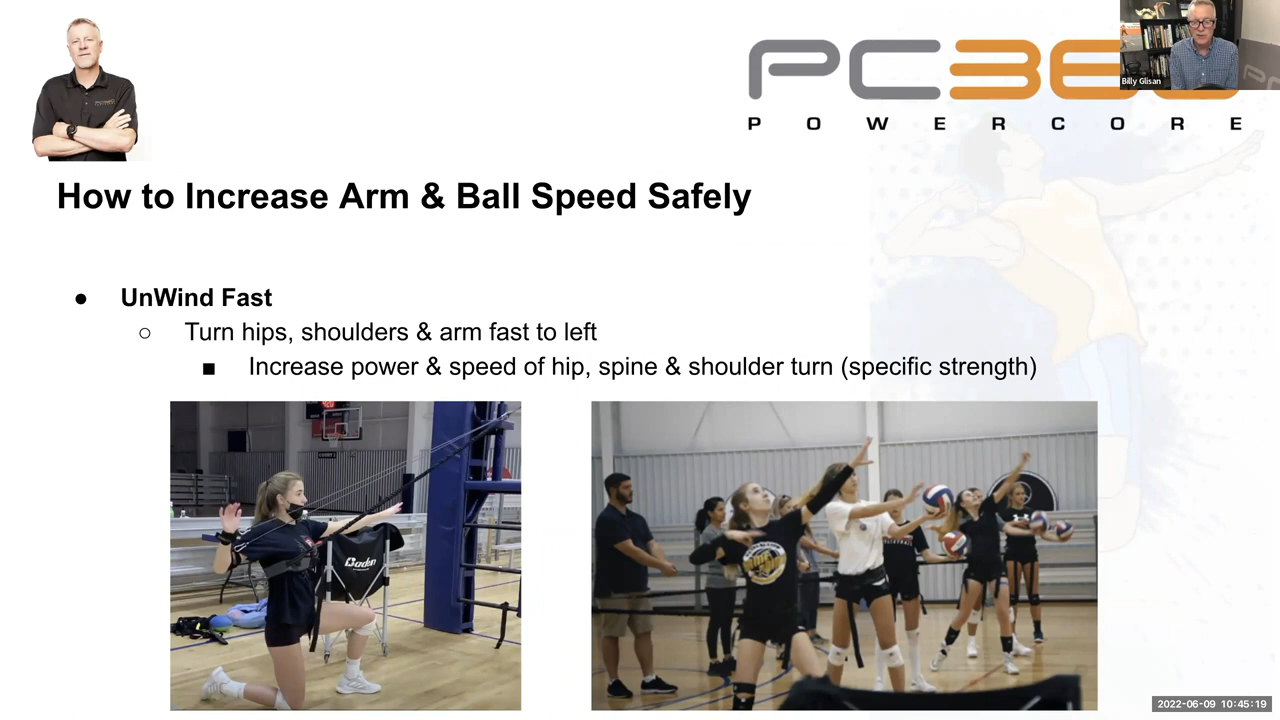 PC360
Billy Glisan
POWERCORE
How to Increase Arm & Ball Speed Safely
● UnWind Fast
○ Turn hips, shoulders & arm fast to left
■ Increase power & speed of hip, spine & shoulder turn (specific strength)
Baden
2022-06-09 10:45:19